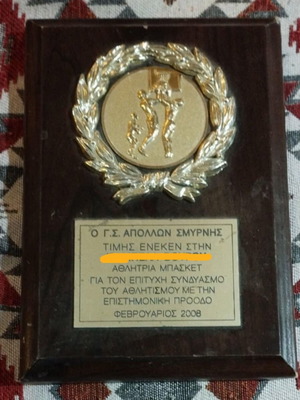 Ο Γ.Σ. ΑΠΟΛΛΩΝ ΣΜΥΡΝΗΣ
ΤΙΜΗΣ ΕΝΕΚΕΝ ΣΤΗΝ
ΑΘΛΗΤΡΙΑ ΜΠΑΣΚΕΤ
ΓΙΑ ΤΟΝ ΕΠΙΤΥΧΗ ΣΥΝΔΥΑΣΜΟ
ΤΟΥ ΑΘΛΗΤΙΣΜΟΥ ΜΕ ΤΗΝ
ΕΠΙΣΤΗΜΟΝΙΚΗ ΠΡΟΟΔΟ
ΦΕΒΡΟΥΑΡΙΟΣ 2008